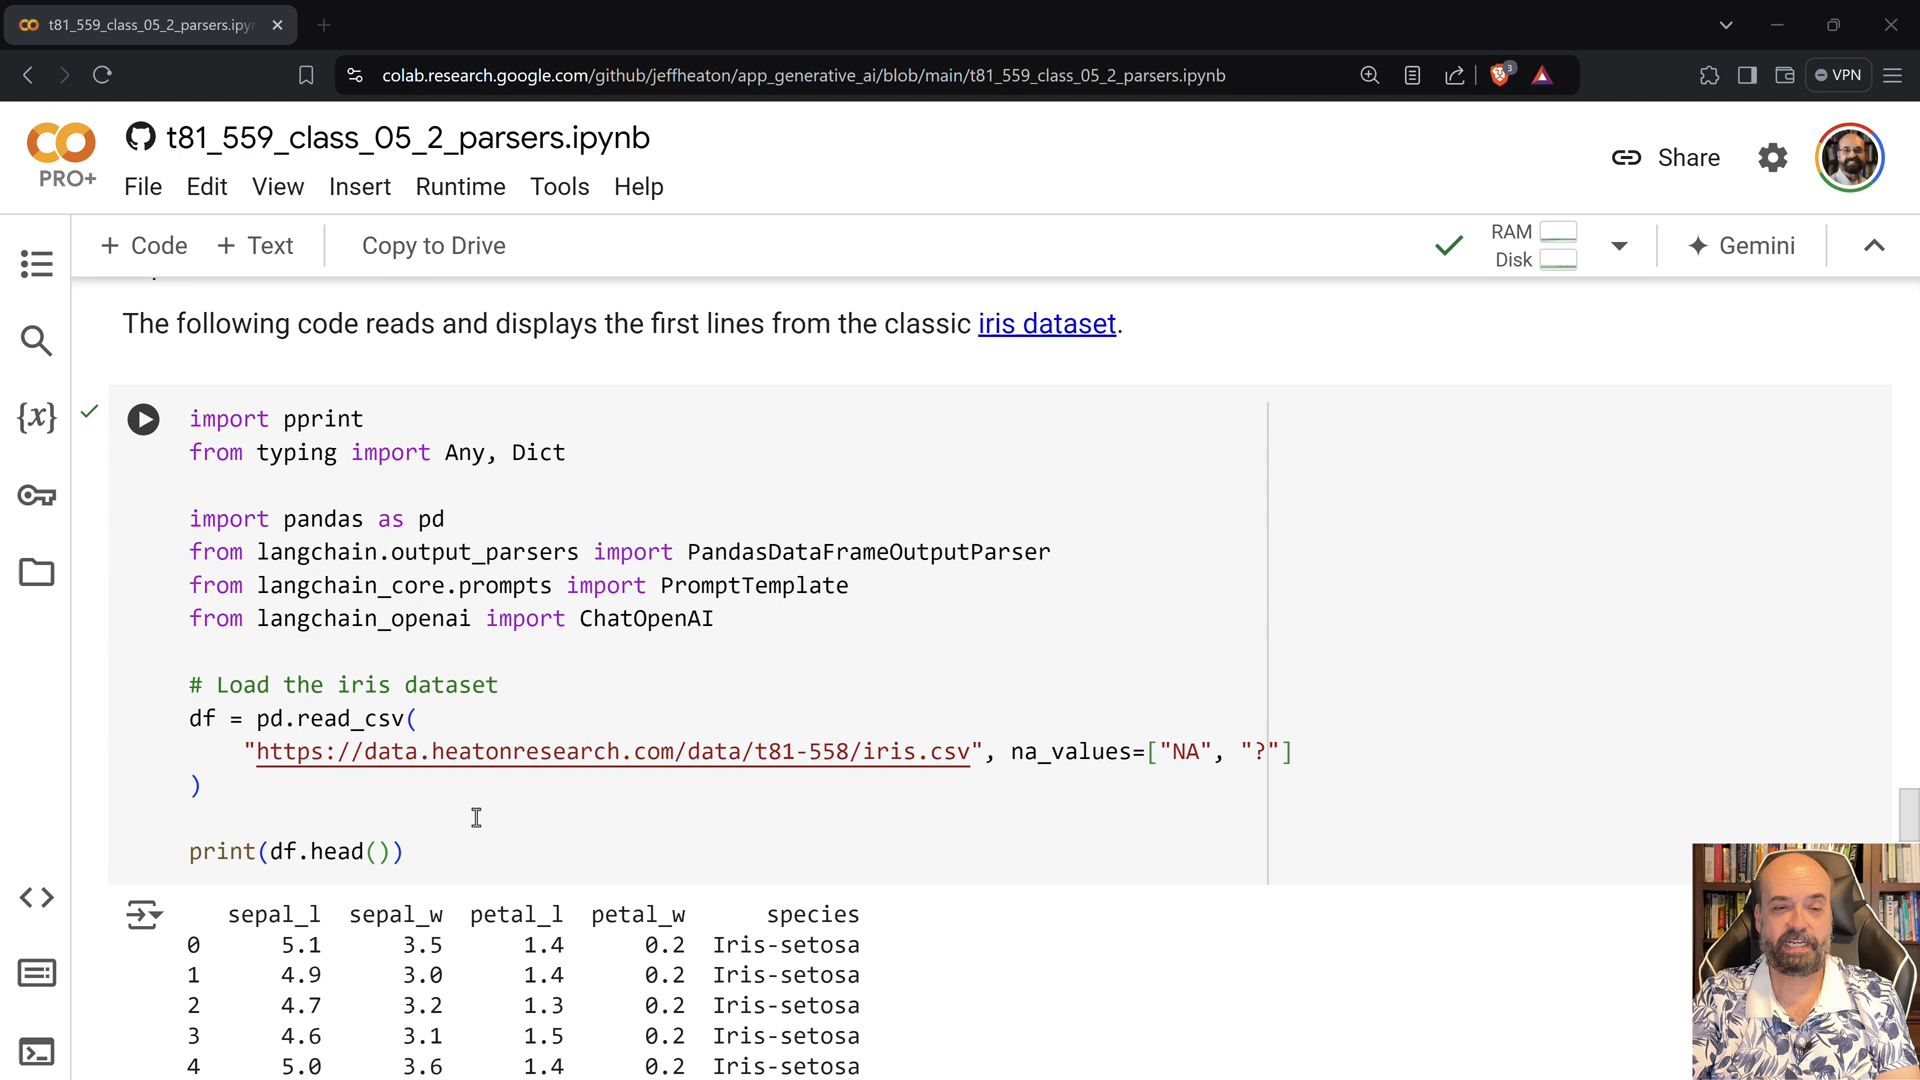 t81_559_class_05_2_parsers.ipy
colab.research.google.com/github/jeffheaton/app_generative_ai/blob/main/t81_559_class_05_2_parsers.ipynb
3
VPN
t81_559_class_05_2_parsers.ipynb
PRO+
File Edit View Insert Runtime Tools Help
Share
+ Code + Text Copy to Drive
RAM
Disk
Gemini
The following code reads and displays the first lines from the classic iris dataset.
{x}
import pprint
from typing import Any, Dict
import pandas as pd
from langchain.output_parsers import PandasDataFrameOutputParser
from langchain_core.prompts import PromptTemplate
from langchain_openai import ChatOpenAI
# Load the iris dataset
df = pd.read_csv(
"https://data.heatonresearch.com/data/t81-558/iris.csv", na_values=["NA", "?"]
)
print(df.head())
sepal_l sepal_w petal_l petal_w species
0 5.1 3.5 1.4 0.2 Iris-setosa
1 4.9 3.0 1.4 0.2 Iris-setosa
2 4.7 3.2 1.3 0.2 Iris-setosa
3 4.6 3.1 1.5 0.2 Iris-setosa
4 5.0 3.6 1.4 0.2 Iris-setosa